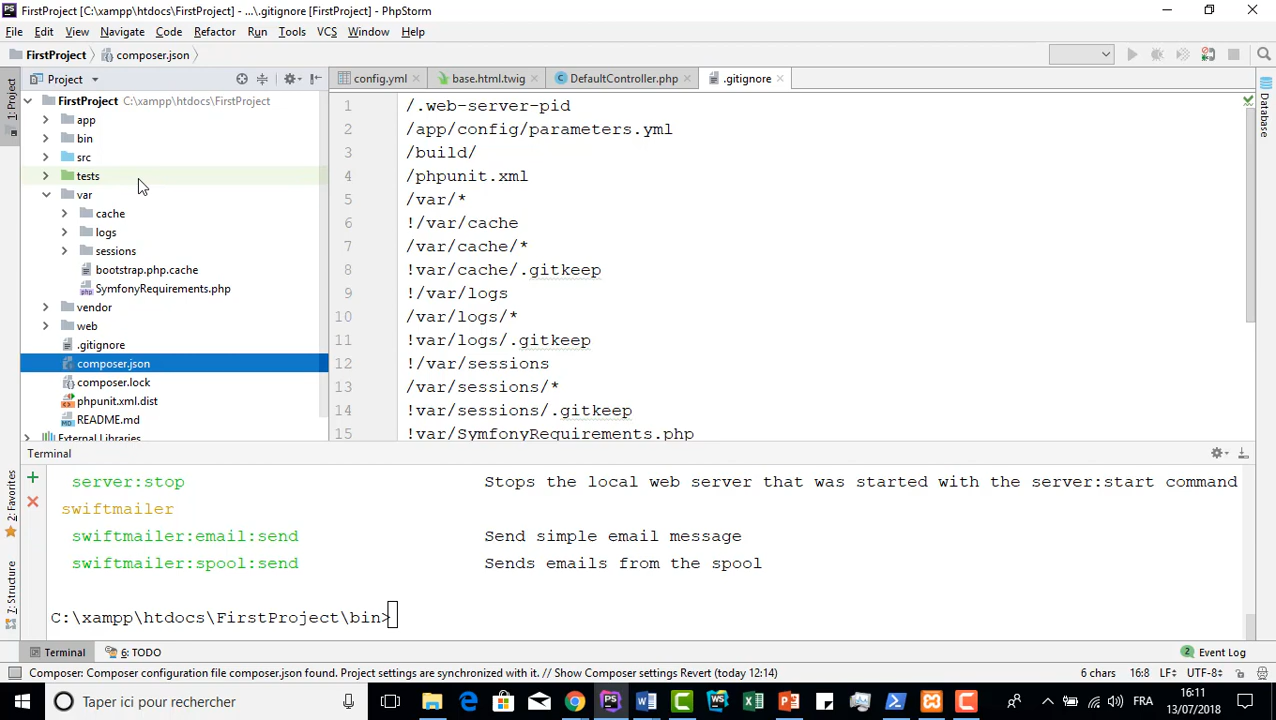 FirstProject [C:\xampp\htdocs\FirstProject] - ...\.gitignore [FirstProject] - PhpStorm
File Edit View Navigate Code Refactor Run Tools VCS Window Help
FirstProject composer.json
Project
config.yml base.html.twig DefaultController.php .gitignore
1: Project
2: Favorites
7: Structure
Database
FirstProject C:\xampp\htdocs\FirstProject
app
bin
src
tests
var
cache
logs
sessions
bootstrap.php.cache
SymfonyRequirements.php
vendor
web
.gitignore
composer.json
composer.lock
phpunit.xml.dist
README.md
External Libraries
1 /.web-server-pid
2 /app/config/parameters.yml
3 /build/
4 /phpunit.xml
5 /var/*
6 !/var/cache
7 /var/cache/*
8 !var/cache/.gitkeep
9 !/var/logs
10 /var/logs/*
11 !var/logs/.gitkeep
12 !/var/sessions
13 /var/sessions/*
14 !var/sessions/.gitkeep
15 !var/SymfonyRequirements.php
Terminal
server:stop Stops the local web server that was started with the server:start command
swiftmailer
swiftmailer:email:send Send simple email message
swiftmailer:spool:send Sends emails from the spool
C:\xampp\htdocs\FirstProject\bin>
Terminal 6: TODO Event Log
Composer: Composer configuration file composer.json found. Project settings are synchronized with it. // Show Composer settings Revert (today 12:14) 6 chars 16:8 LF÷ UTF-8÷
Taper ici pour rechercher FRA 16:11
13/07/2018